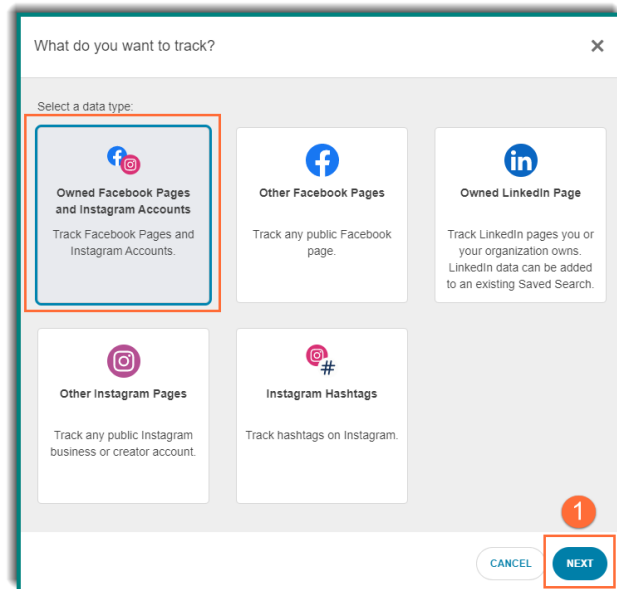 What do you want to track?
Select a data type:
Owned Facebook Pages
and Instagram Accounts
Track Facebook Pages and
Instagram Accounts.
Other Facebook Pages
Track any public Facebook
page.
Owned LinkedIn Page
Track LinkedIn pages you or
your organization owns.
LinkedIn data can be added
to an existing Saved Search.
Other Instagram Pages
Track any public Instagram
business or creator account.
Instagram Hashtags
Track hashtags on Instagram.
1
CANCEL
NEXT